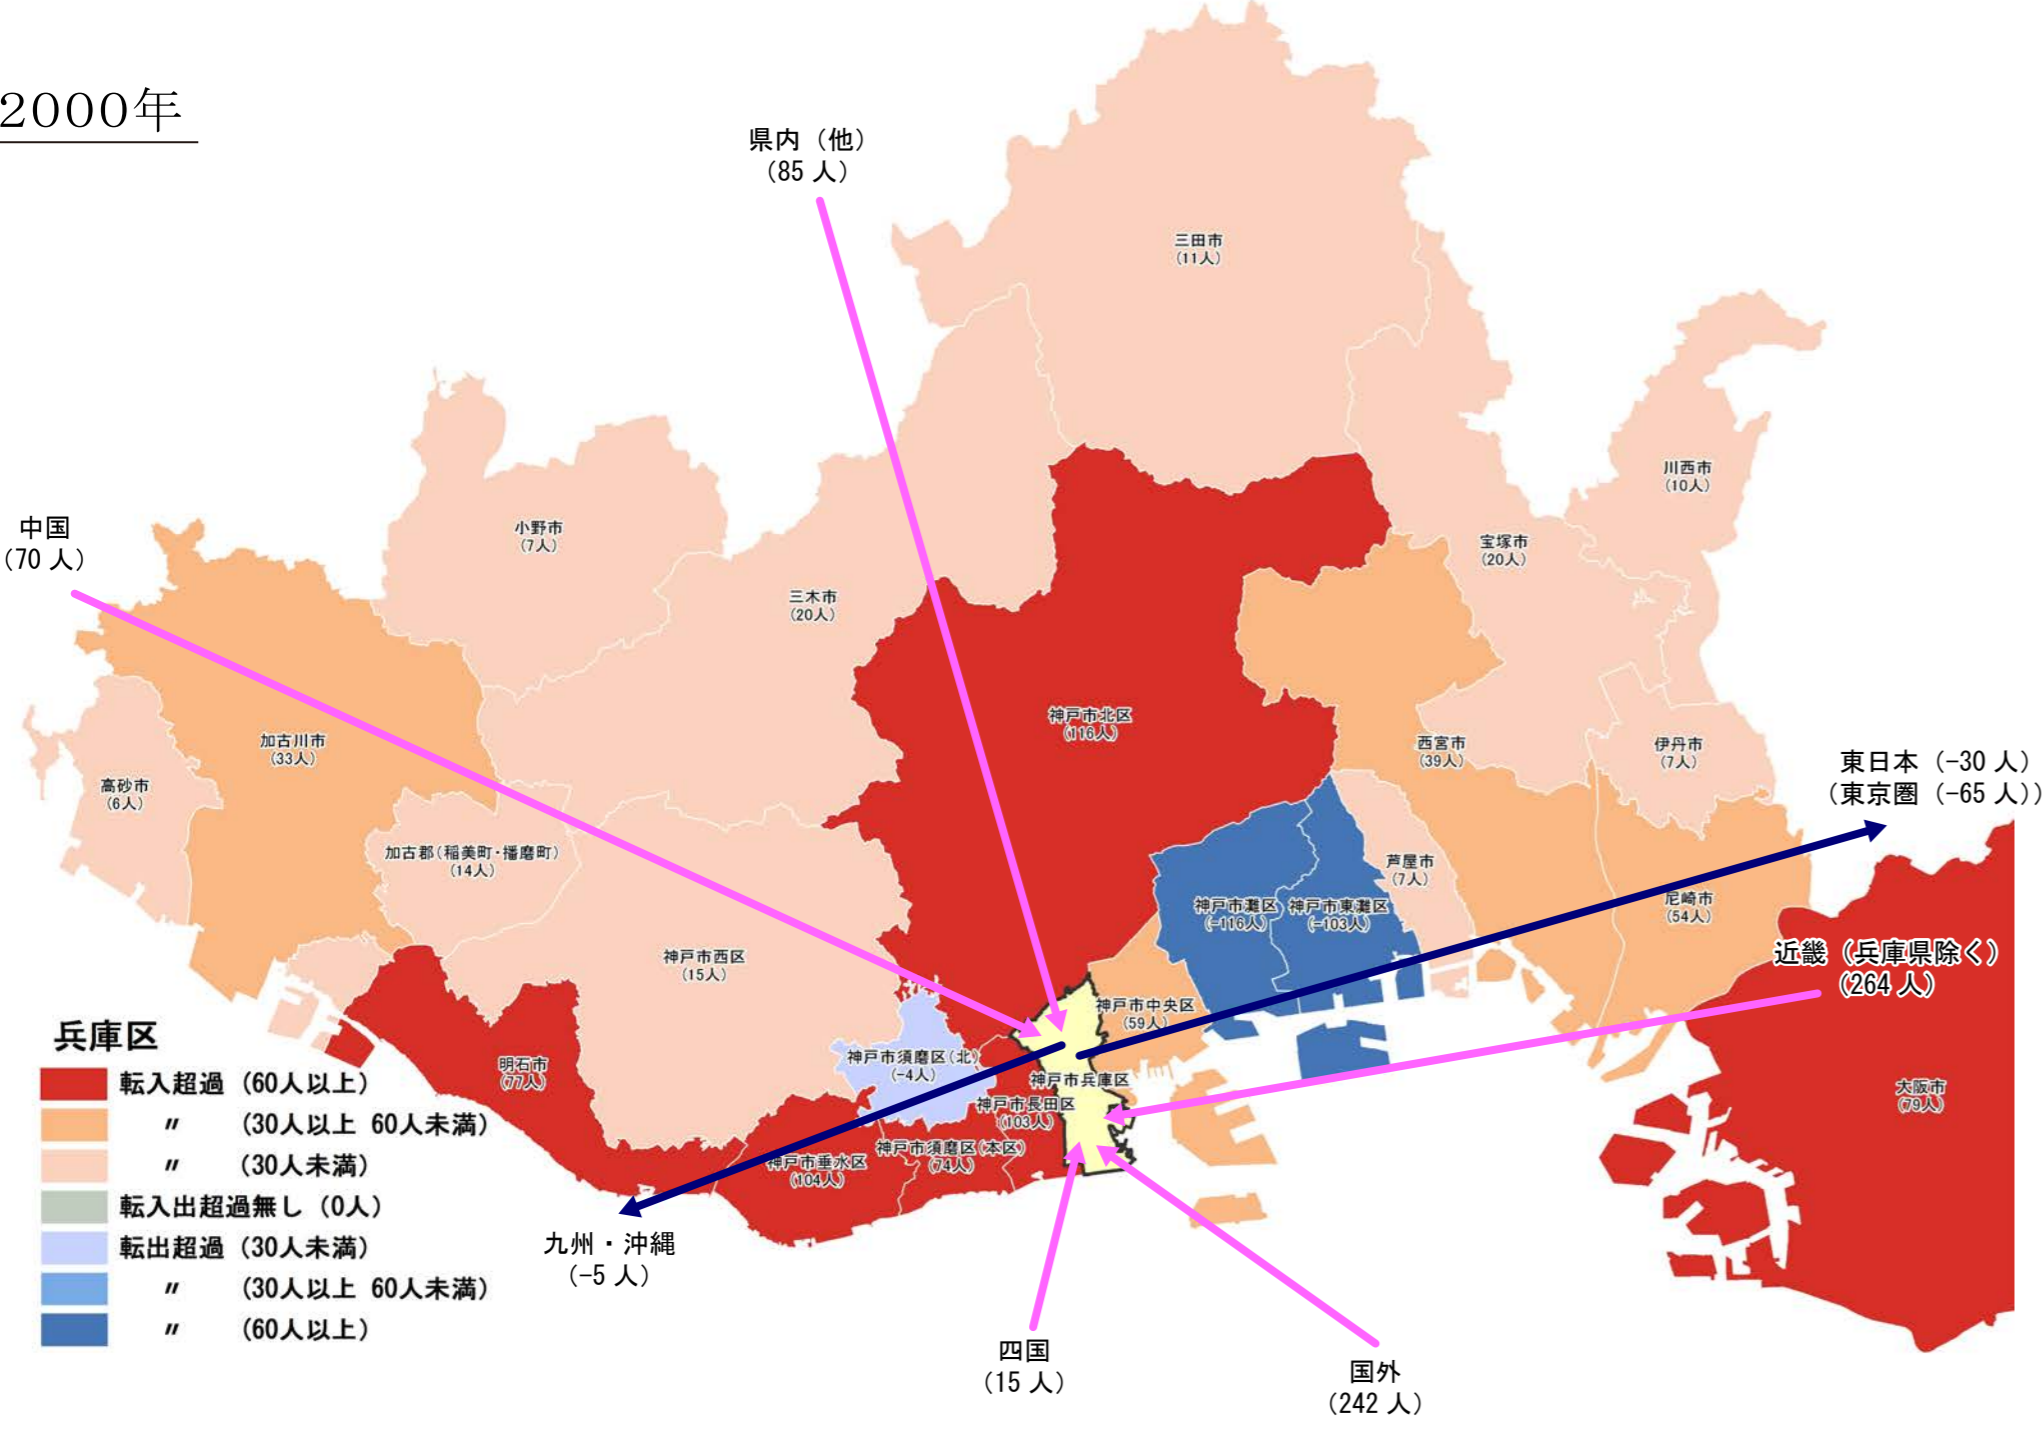 2000年
県内（他）
（85 人）
三田市
(11人)
川西市
(10人)
中国
（70 人）
小野市
(7人)
宝塚市
(20人)
三木市
(20人)
神戸市北区
(116人)
加古川市
(33人)
西宮市
(39人)
伊丹市
(7人)
高砂市
(6人)
東日本（-30 人）
（東京圏（-65 人））
加古郡(稲美町・播磨町)
(14人)
芦屋市
(7人)
神戸市灘区
(-116人)
神戸市東灘区
(-103人)
尼崎市
(54人)
神戸市西区
(15人)
近畿（兵庫県除く）
（264 人）
神戸市中央区
(59人)
明石市
(77人)
神戸市須磨区(北)
(-4人)
神戸市兵庫区
神戸市長田区
(103人)
大阪市
(79人)
神戸市須磨区(本区)
(74人)
神戸市垂水区
(104人)
兵庫区
転入超過（60人以上）
〃 （30人以上 60人未満）
〃 （30人未満）
転入出超過無し（0人）
転出超過（30人未満）
〃 （30人以上 60人未満）
〃 （60人以上）
九州・沖縄
（-5 人）
四国
（15 人）
国外
（242 人）